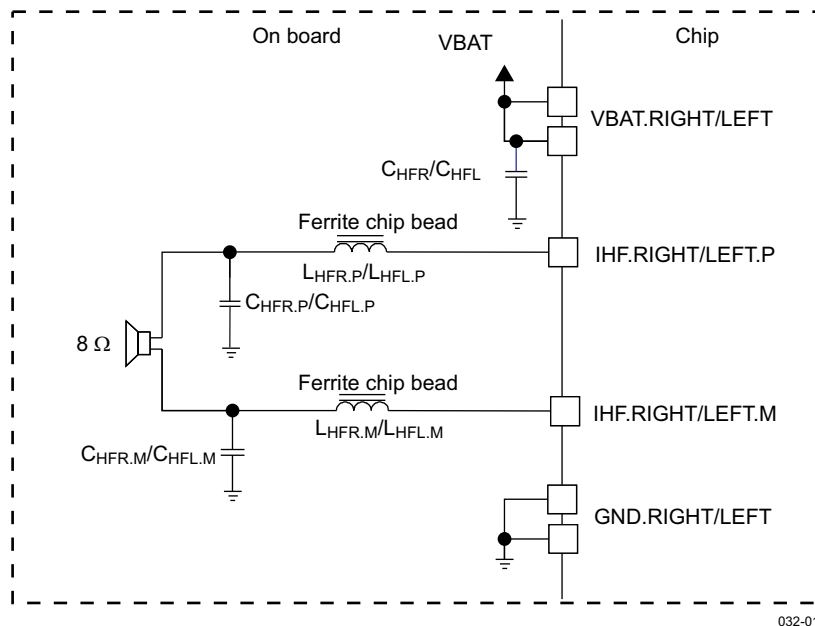 On board
VBAT
Chip
VBAT.RIGHT/LEFT
CHFR/CHFL
Ferrite chip bead
IHF.RIGHT/LEFT.P
LHFR.P/LHFL.P
CHFR.P/CHFL.P
8 Ω
Ferrite chip bead
IHF.RIGHT/LEFT.M
LHFR.M/LHFL.M
CHFR.M/CHFL.M
GND.RIGHT/LEFT